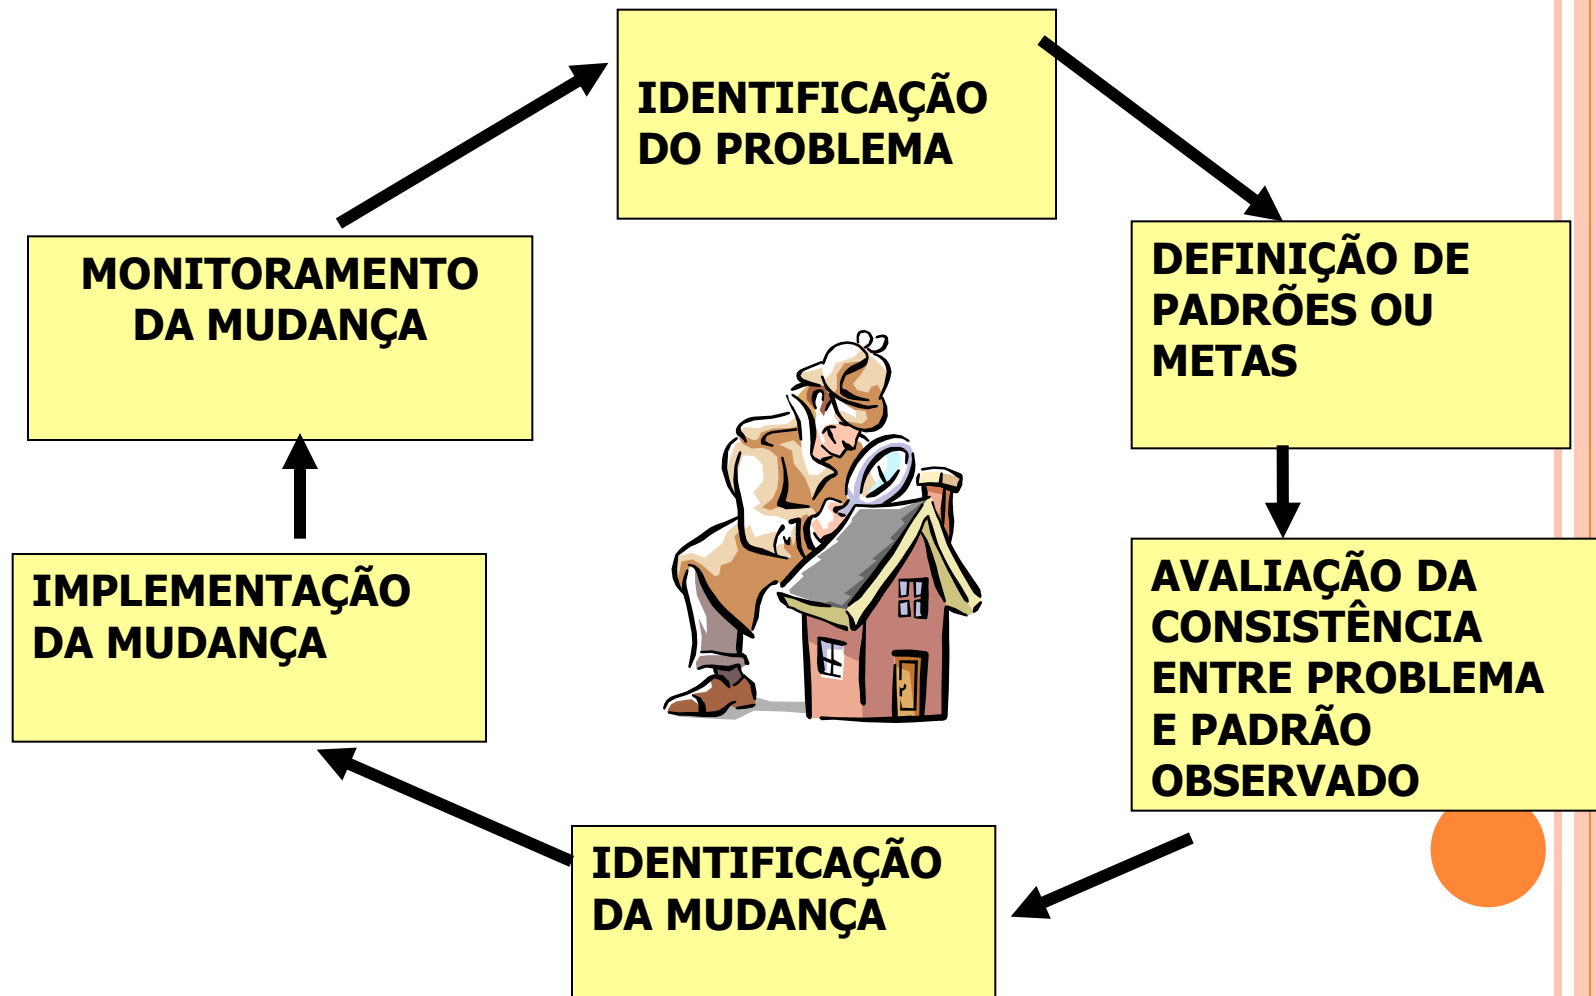 IDENTIFICAÇÃO
DO PROBLEMA
DEFINIÇÃO DE
PADRÕES OU
METAS
AVALIAÇÃO DA
CONSISTÊNCIA
ENTRE PROBLEMA
E PADRÃO
OBSERVADO
IDENTIFICAÇÃO
DA MUDANÇA
IMPLEMENTAÇÃO
DA MUDANÇA
MONITORAMENTO
DA MUDANÇA